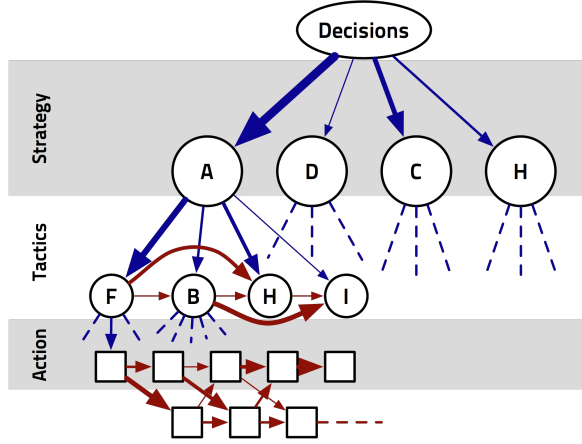 Decisions
Strategy
A
D
C
H
Tactics
F
B
H
I
Action